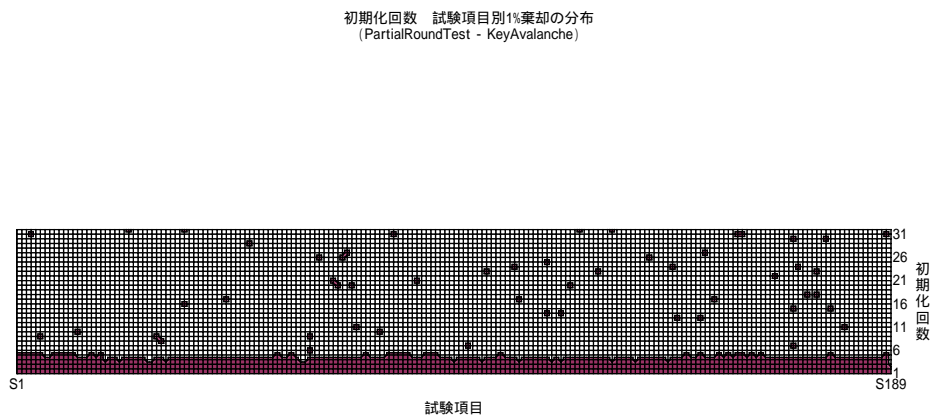 初期化回数　試験項目別1%棄却の分布
(PartialRoundTest - KeyAvalanche)
31
26
21
16
11
6
1
初期化回数
S1
S189
試験項目